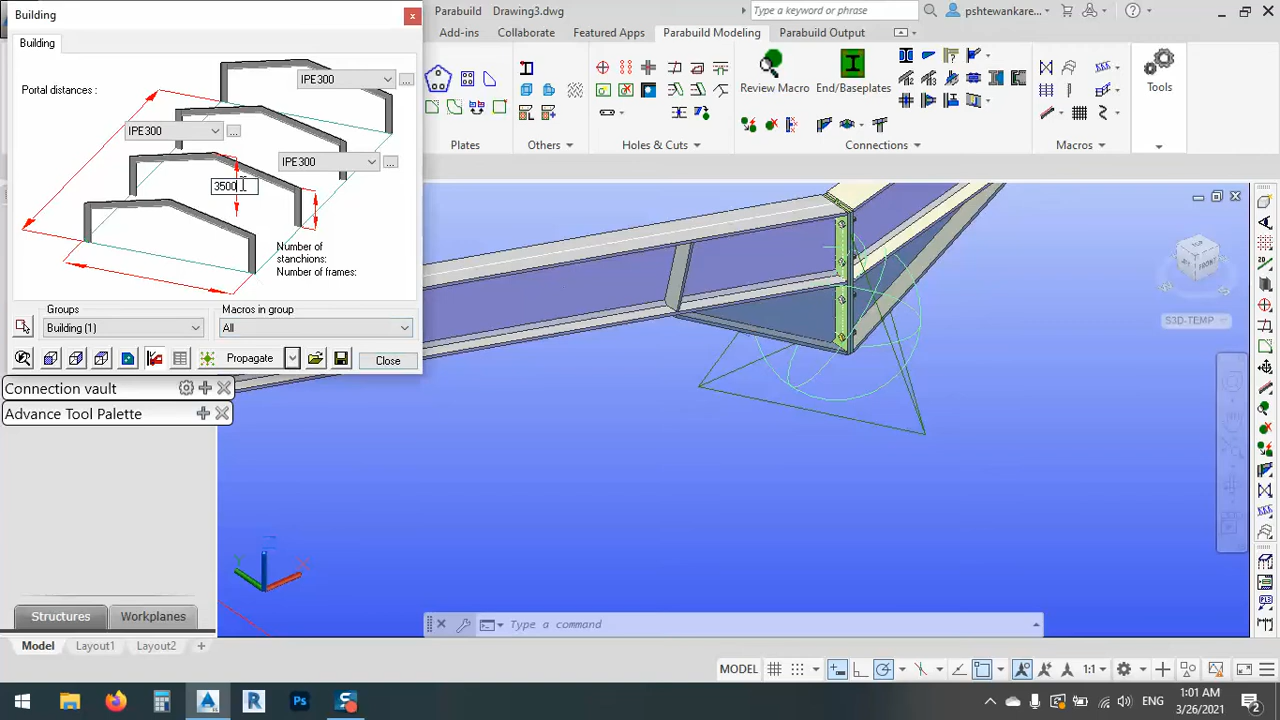 Building
x
Parabuild
Drawing3.dwg
Type a keyword or phrase
pshtewankare...
Add-ins
Collaborate
Featured Apps
Parabuild Modeling
Parabuild Output
Building
Portal distances :
IPE300
...
IPE300
...
IPE300
...
3500
Number of
stanchions:
Number of frames:
Groups
Macros in group
Building (1)
All
Propagate
Close
Review Macro
End/Baseplates
Tools
Plates
Others
Holes & Cuts
Connections
Macros
Connection vault
Advance Tool Palette
FRONT
S3D-TEMP
Structures
Workplanes
Type a command
Model
Layout1
Layout2
+
MODEL
1:1
ENG
1:01 AM
3/26/2021
2